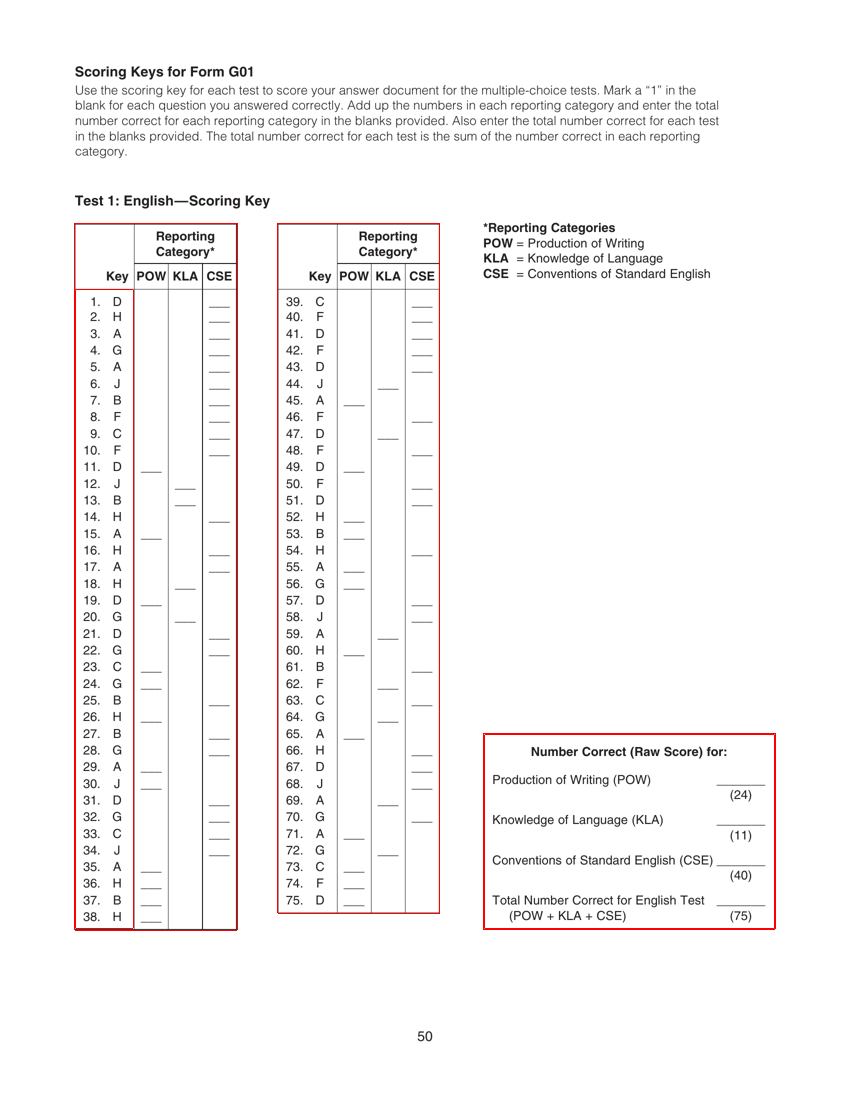 Scoring Keys for Form G01
Use the scoring key for each test to score your answer document for the multiple-choice tests. Mark a “1” in the
blank for each question you answered correctly. Add up the numbers in each reporting category and enter the total
number correct for each reporting category in the blanks provided. Also enter the total number correct for each test
in the blanks provided. The total number correct for each test is the sum of the number correct in each reporting
category.
Test 1: English—Scoring Key
Reporting
Category*
Key POW KLA CSE
1. D ___
2. H ___
3. A ___
4. G ___
5. A ___
6. J ___
7. B ___
8. F ___
9. C ___
10. F ___
11. D ___
12. J ___
13. B ___
14. H ___
15. A ___
16. H ___
17. A ___
18. H ___
19. D ___
20. G ___
21. D ___
22. G ___
23. C ___
24. G ___
25. B ___
26. H ___
27. B ___
28. G ___
29. A ___
30. J ___
31. D ___
32. G ___
33. C ___
34. J ___
35. A ___
36. H ___
37. B ___
38. H ___
Reporting
Category*
Key POW KLA CSE
39. C ___
40. F ___
41. D ___
42. F ___
43. D ___
44. J ___
45. A ___
46. F ___
47. D ___
48. F ___
49. D ___
50. F ___
51. D ___
52. H ___
53. B ___
54. H ___
55. A ___
56. G ___
57. D ___
58. J ___
59. A ___
60. H ___
61. B ___
62. F ___
63. C ___
64. G ___
65. A ___
66. H ___
67. D ___
68. J ___
69. A ___
70. G ___
71. A ___
72. G ___
73. C ___
74. F ___
75. D ___
*Reporting Categories
POW = Production of Writing
KLA = Knowledge of Language
CSE = Conventions of Standard English
Number Correct (Raw Score) for:
Production of Writing (POW) _______
(24)
Knowledge of Language (KLA) _______
(11)
Conventions of Standard English (CSE) _______
(40)
Total Number Correct for English Test _______
(POW + KLA + CSE) (75)
50